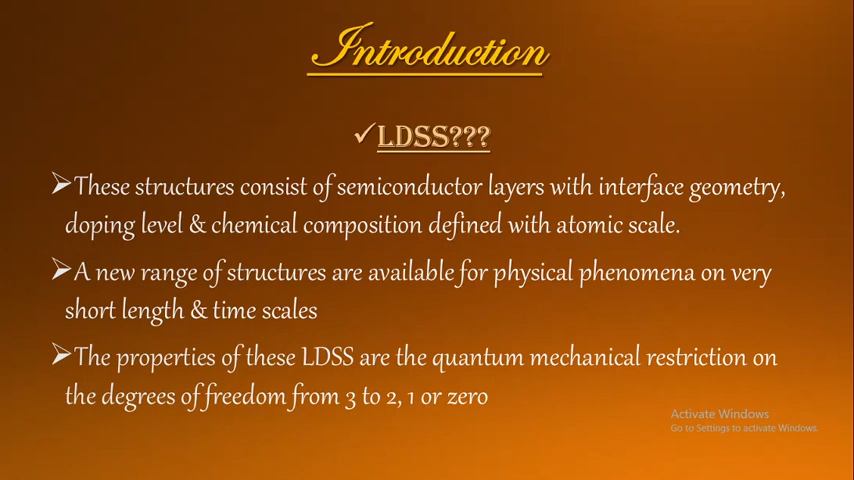 Introduction
✓LDSS???
➢These structures consist of semiconductor layers with interface geometry,
doping level & chemical composition defined with atomic scale.
➢A new range of structures are available for physical phenomena on very
short length & time scales
➢The properties of these LDSS are the quantum mechanical restriction on
the degrees of freedom from 3 to 2, 1 or zero
Activate Windows
Go to Settings to activate Windows.